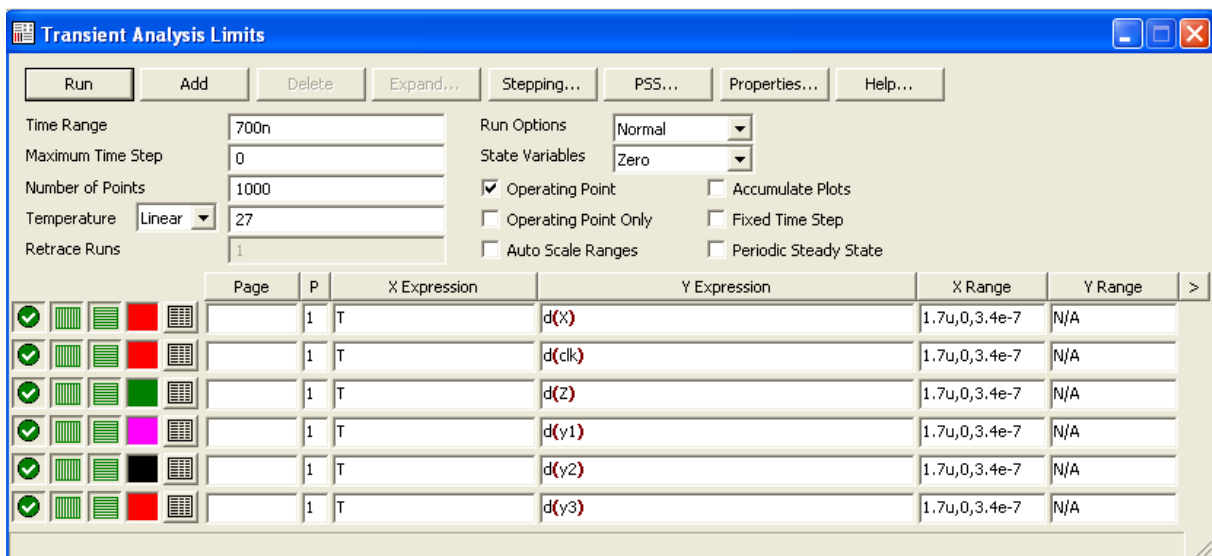 Transient Analysis Limits
Run Add Delete Expand... Stepping... PSS... Properties... Help...
Time Range 700n Run Options Normal
Maximum Time Step 0 State Variables Zero
Number of Points 1000 Operating Point Accumulate Plots
Temperature Linear 27 Operating Point Only Fixed Time Step
Retrace Runs 1 Auto Scale Ranges Periodic Steady State
Page P X Expression Y Expression X Range Y Range >
1 T d(X) 1.7u,0,3.4e-7 N/A
1 T d(clk) 1.7u,0,3.4e-7 N/A
1 T d(Z) 1.7u,0,3.4e-7 N/A
1 T d(y1) 1.7u,0,3.4e-7 N/A
1 T d(y2) 1.7u,0,3.4e-7 N/A
1 T d(y3) 1.7u,0,3.4e-7 N/A